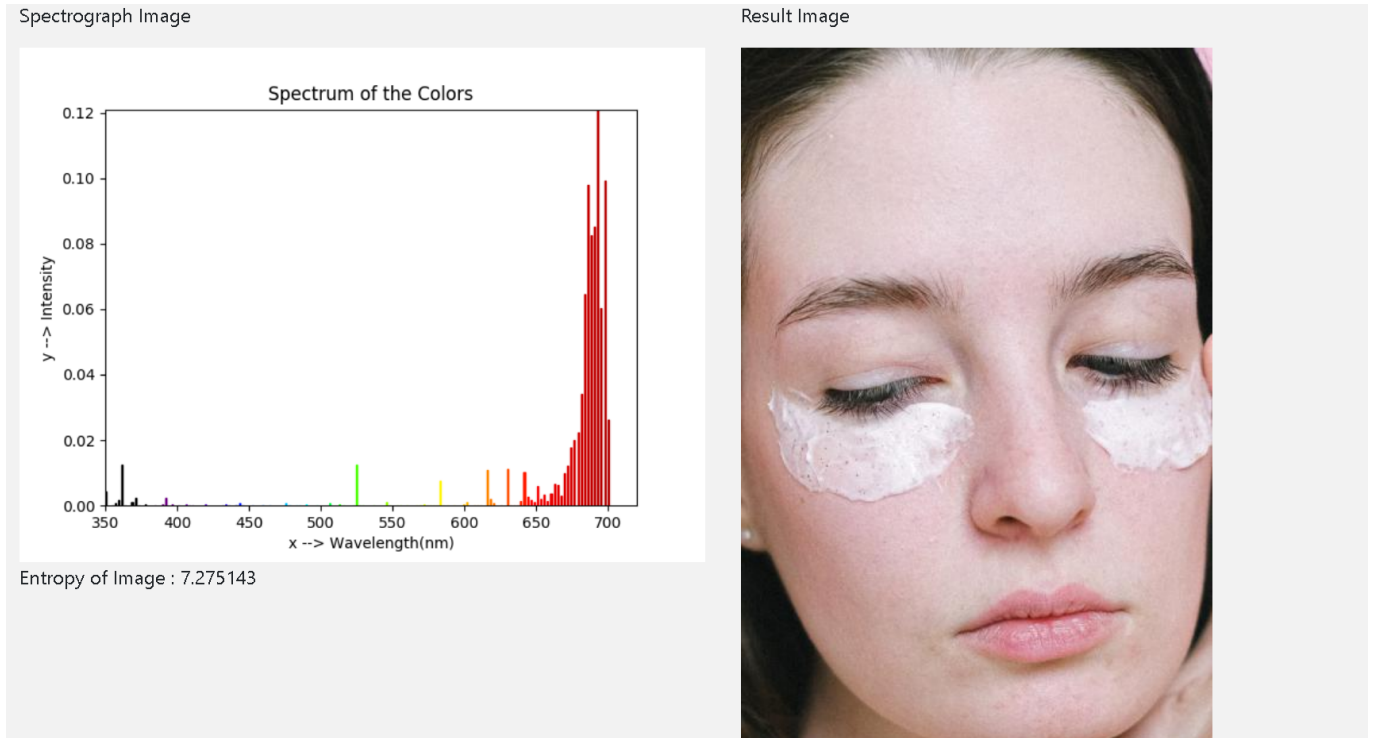 Spectrograph Image
Result Image
Spectrum of the Colors
0.12
0.10
0.08
0.06
0.04
0.02
0.00
y --> Intensity
350 400 450 500 550 600 650 700
x --> Wavelength(nm)
Entropy of Image : 7.275143